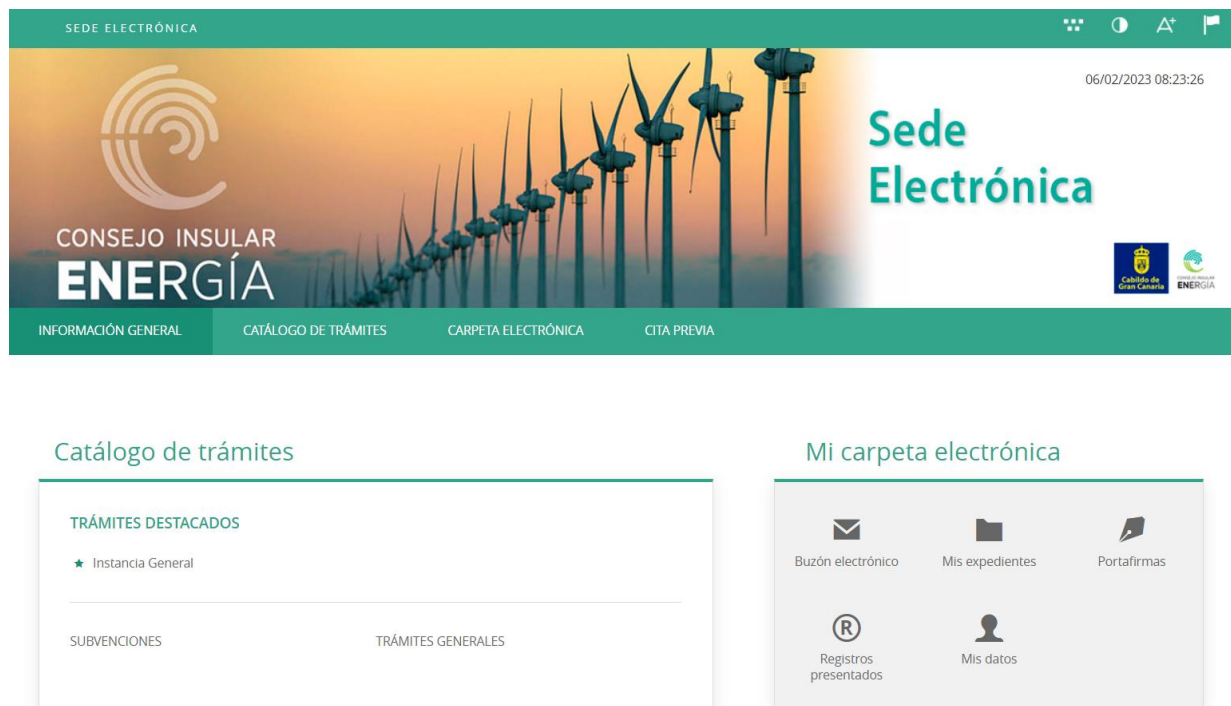 SEDE ELECTRÓNICA
A+
06/02/2023 08:23:26
CONSEJO INSULAR
ENERGÍA
Sede
Electrónica
Cabildo de
Gran Canaria
CONSEJO INSULAR
ENERGÍA
INFORMACIÓN GENERAL
CATÁLOGO DE TRÁMITES
CARPETA ELECTRÓNICA
CITA PREVIA
Catálogo de trámites
TRÁMITES DESTACADOS
Instancia General
SUBVENCIONES
TRÁMITES GENERALES
Mi carpeta electrónica
Buzón electrónico
Mis expedientes
Portafirmas
R
Registros
presentados
Mis datos